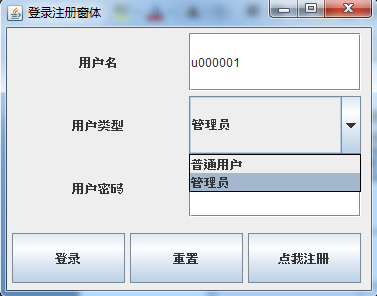 登录注册窗体
用户名 u000001
用户类型 管理员
普通用户
管理员
用户密码
登录 重置 点我注册